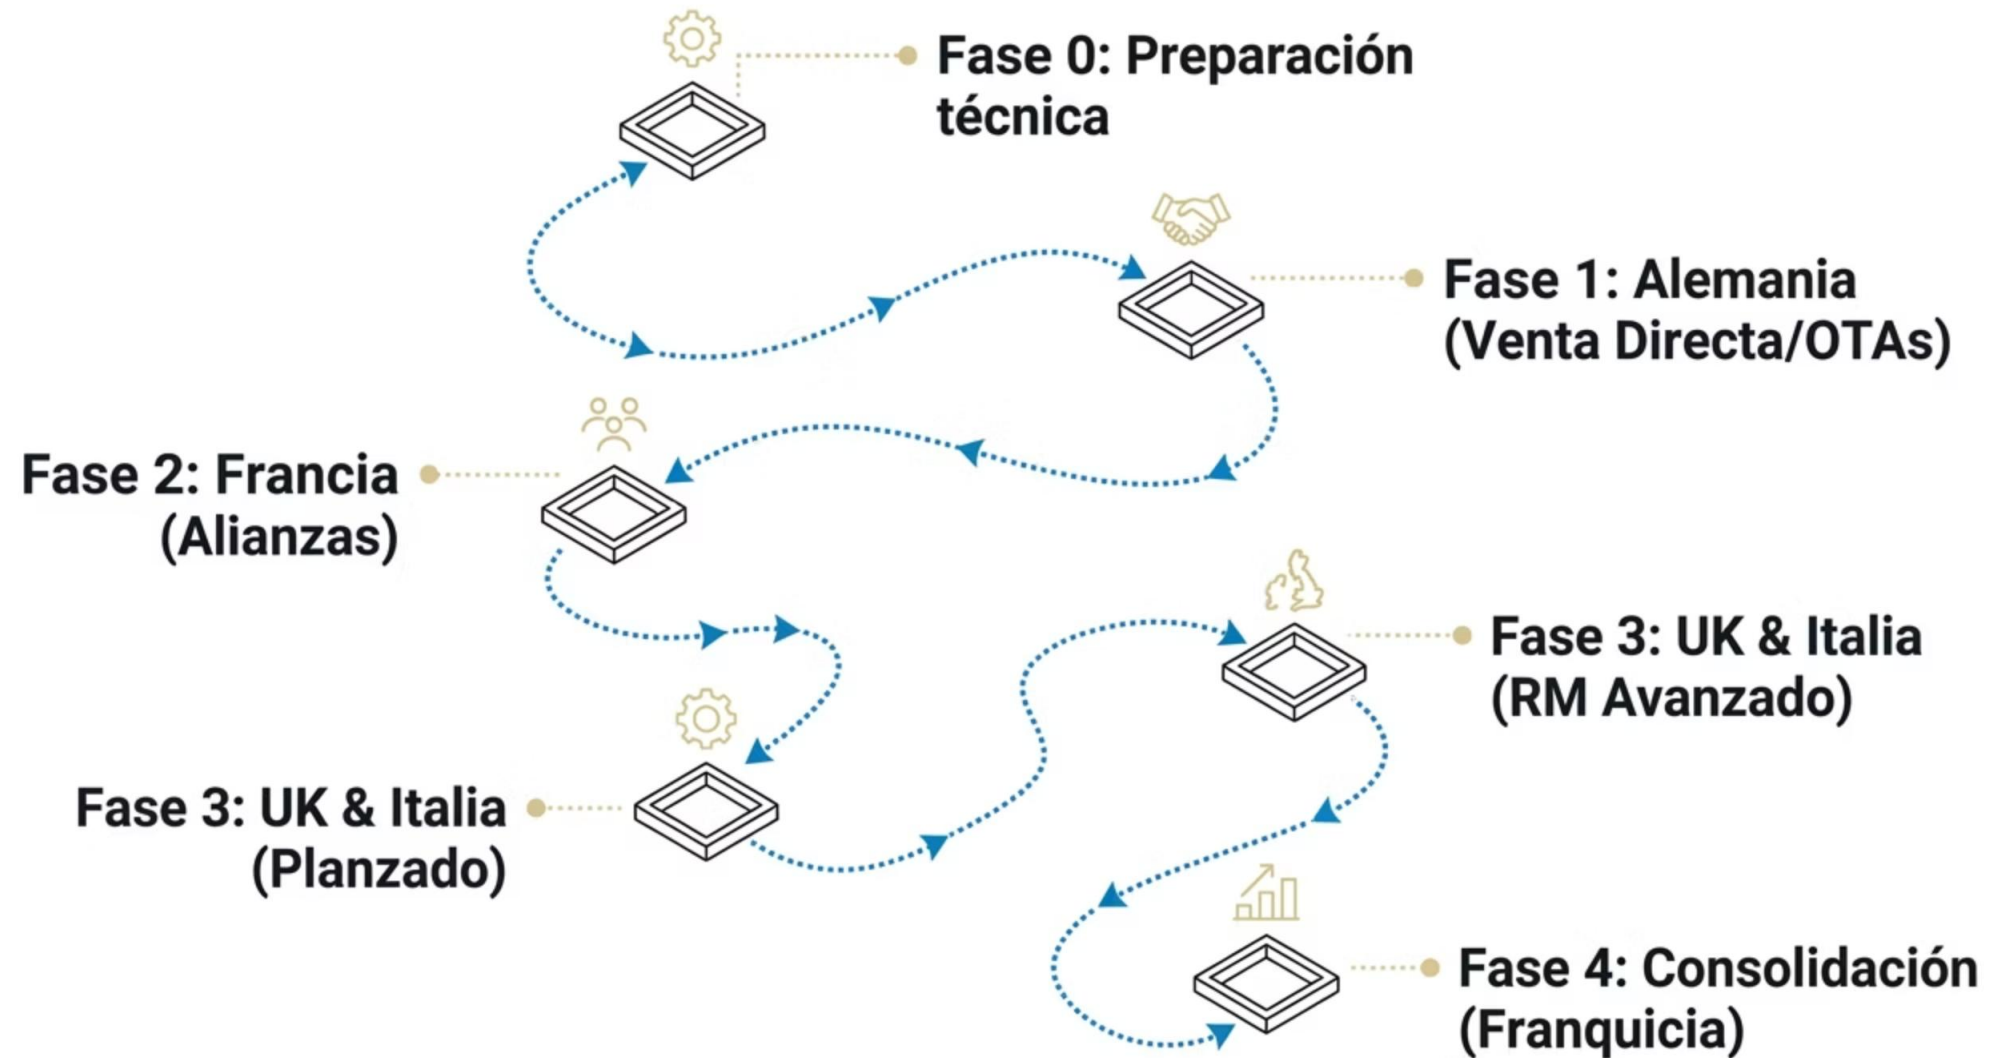 Fase 0: Preparación
técnica
Fase 1: Alemania
(Venta Directa/OTAs)
Fase 2: Francia
(Alianzas)
Fase 3: UK & Italia
(RM Avanzado)
Fase 3: UK & Italia
(Planzado)
Fase 4: Consolidación
(Franquicia)